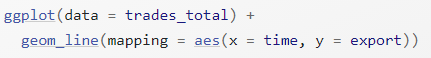 ggplot(data = trades_total) +
  geom_line(mapping = aes(x = time, y = export))